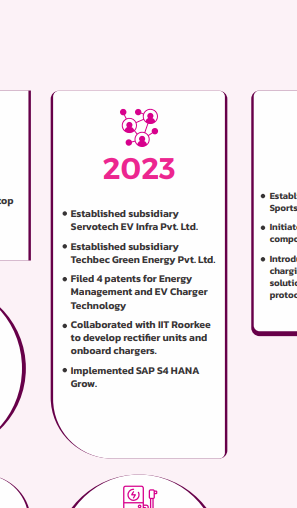 top
2023
• Established subsidiary
Servotech EV Infra Pvt. Ltd.
• Established subsidiary
Techbec Green Energy Pvt. Ltd.
• Filed 4 patents for Energy
Management and EV Charger
Technology
• Collaborated with IIT Roorkee
to develop rectifier units and
onboard chargers.
• Implemented SAP S4 HANA
Grow.
• Establ
Sports
• Initiat
compo
• Introdu
chargi
solutio
protoc